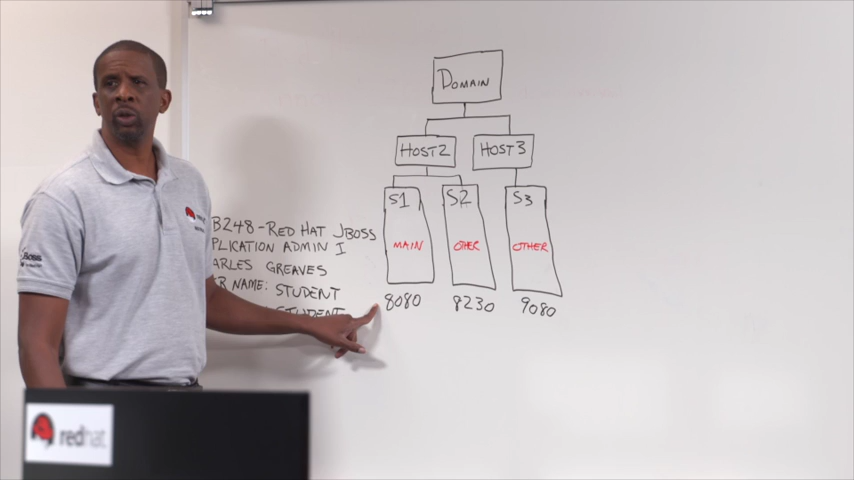 DOMAIN
HOST2
HOST3
S1
S2
S3
B248-RED HAT JBOSS
PLICATION ADMIN I
ARLES GREAVES
NAME: STUDENT
STUDENT
MAIN
OTHER
OTHER
8080
8230
9080
redhat